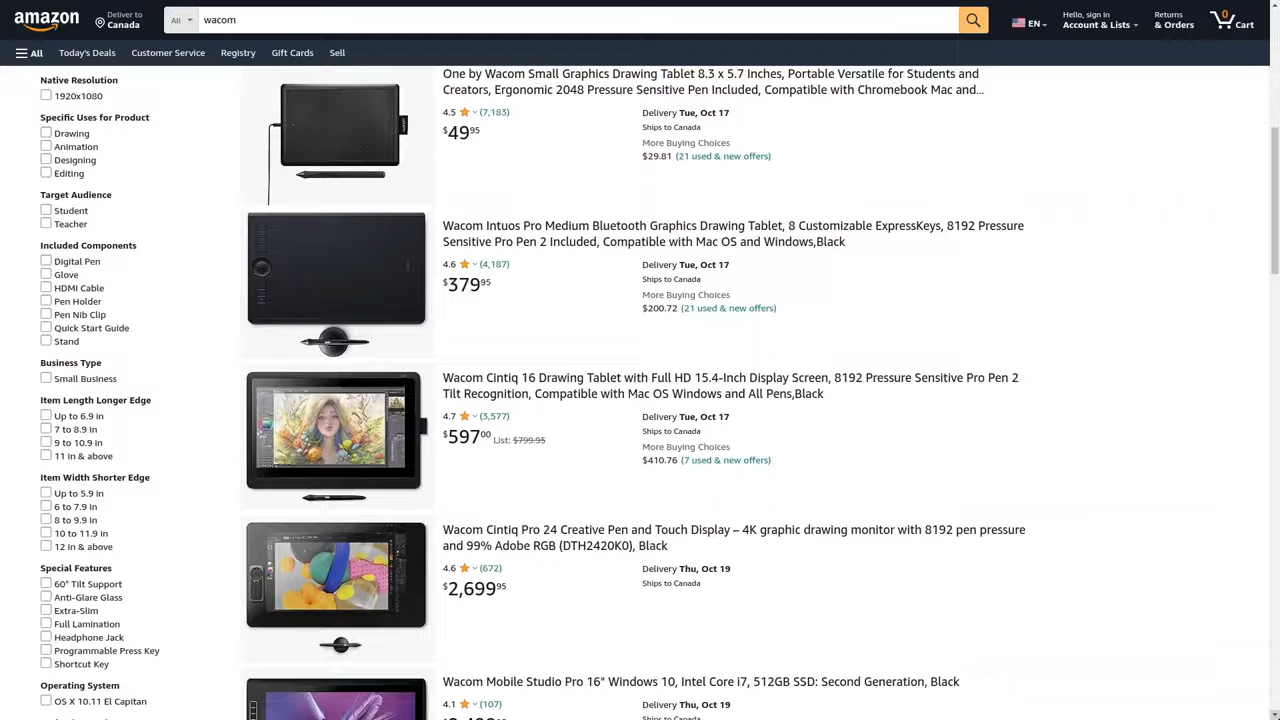 amazon
Deliver to
Canada
All
wacom
EN
Hello, sign in
Account & Lists
Returns
& Orders
0
Cart
All
Today's Deals
Customer Service
Registry
Gift Cards
Sell
Native Resolution
1920x1080
Specific Uses for Product
Drawing
Animation
Designing
Editing
Target Audience
Student
Teacher
Included Components
Digital Pen
Glove
HDMI Cable
Pen Holder
Pen Nib Clip
Quick Start Guide
Stand
Business Type
Small Business
Item Length Longer Edge
Up to 6.9 in
7 to 8.9 in
9 to 10.9 in
11 in & above
Item Width Shorter Edge
Up to 5.9 in
6 to 7.9 in
8 to 9.9 in
10 to 11.9 in
12 in & above
Special Features
60° Tilt Support
Anti-Glare Glass
Extra-Slim
Full Lamination
Headphone Jack
Programmable Press Key
Shortcut Key
Operating System
OS X 10.11 El Capitan
One by Wacom Small Graphics Drawing Tablet 8.3 x 5.7 Inches, Portable Versatile for Students and
Creators, Ergonomic 2048 Pressure Sensitive Pen Included, Compatible with Chromebook Mac and...
4.5 (7,183)
$49.95
Delivery Tue, Oct 17
Ships to Canada
More Buying Choices
$29.81 (21 used & new offers)
Wacom Intuos Pro Medium Bluetooth Graphics Drawing Tablet, 8 Customizable ExpressKeys, 8192 Pressure
Sensitive Pro Pen 2 Included, Compatible with Mac OS and Windows,Black
4.6 (4,187)
$379.95
Delivery Tue, Oct 17
Ships to Canada
More Buying Choices
$200.72 (21 used & new offers)
Wacom Cintiq 16 Drawing Tablet with Full HD 15.4-Inch Display Screen, 8192 Pressure Sensitive Pro Pen 2
Tilt Recognition, Compatible with Mac OS Windows and All Pens,Black
4.7 (3,577)
$597.00 List: $799.95
Delivery Tue, Oct 17
Ships to Canada
More Buying Choices
$410.76 (7 used & new offers)
Wacom Cintiq Pro 24 Creative Pen and Touch Display – 4K graphic drawing monitor with 8192 pen pressure
and 99% Adobe RGB (DTH2420K0), Black
4.6 (672)
$2,699.95
Delivery Thu, Oct 19
Ships to Canada
Wacom Mobile Studio Pro 16" Windows 10, Intel Core i7, 512GB SSD: Second Generation, Black
4.1 (107)
Delivery Thu, Oct 19
Ships to Canada